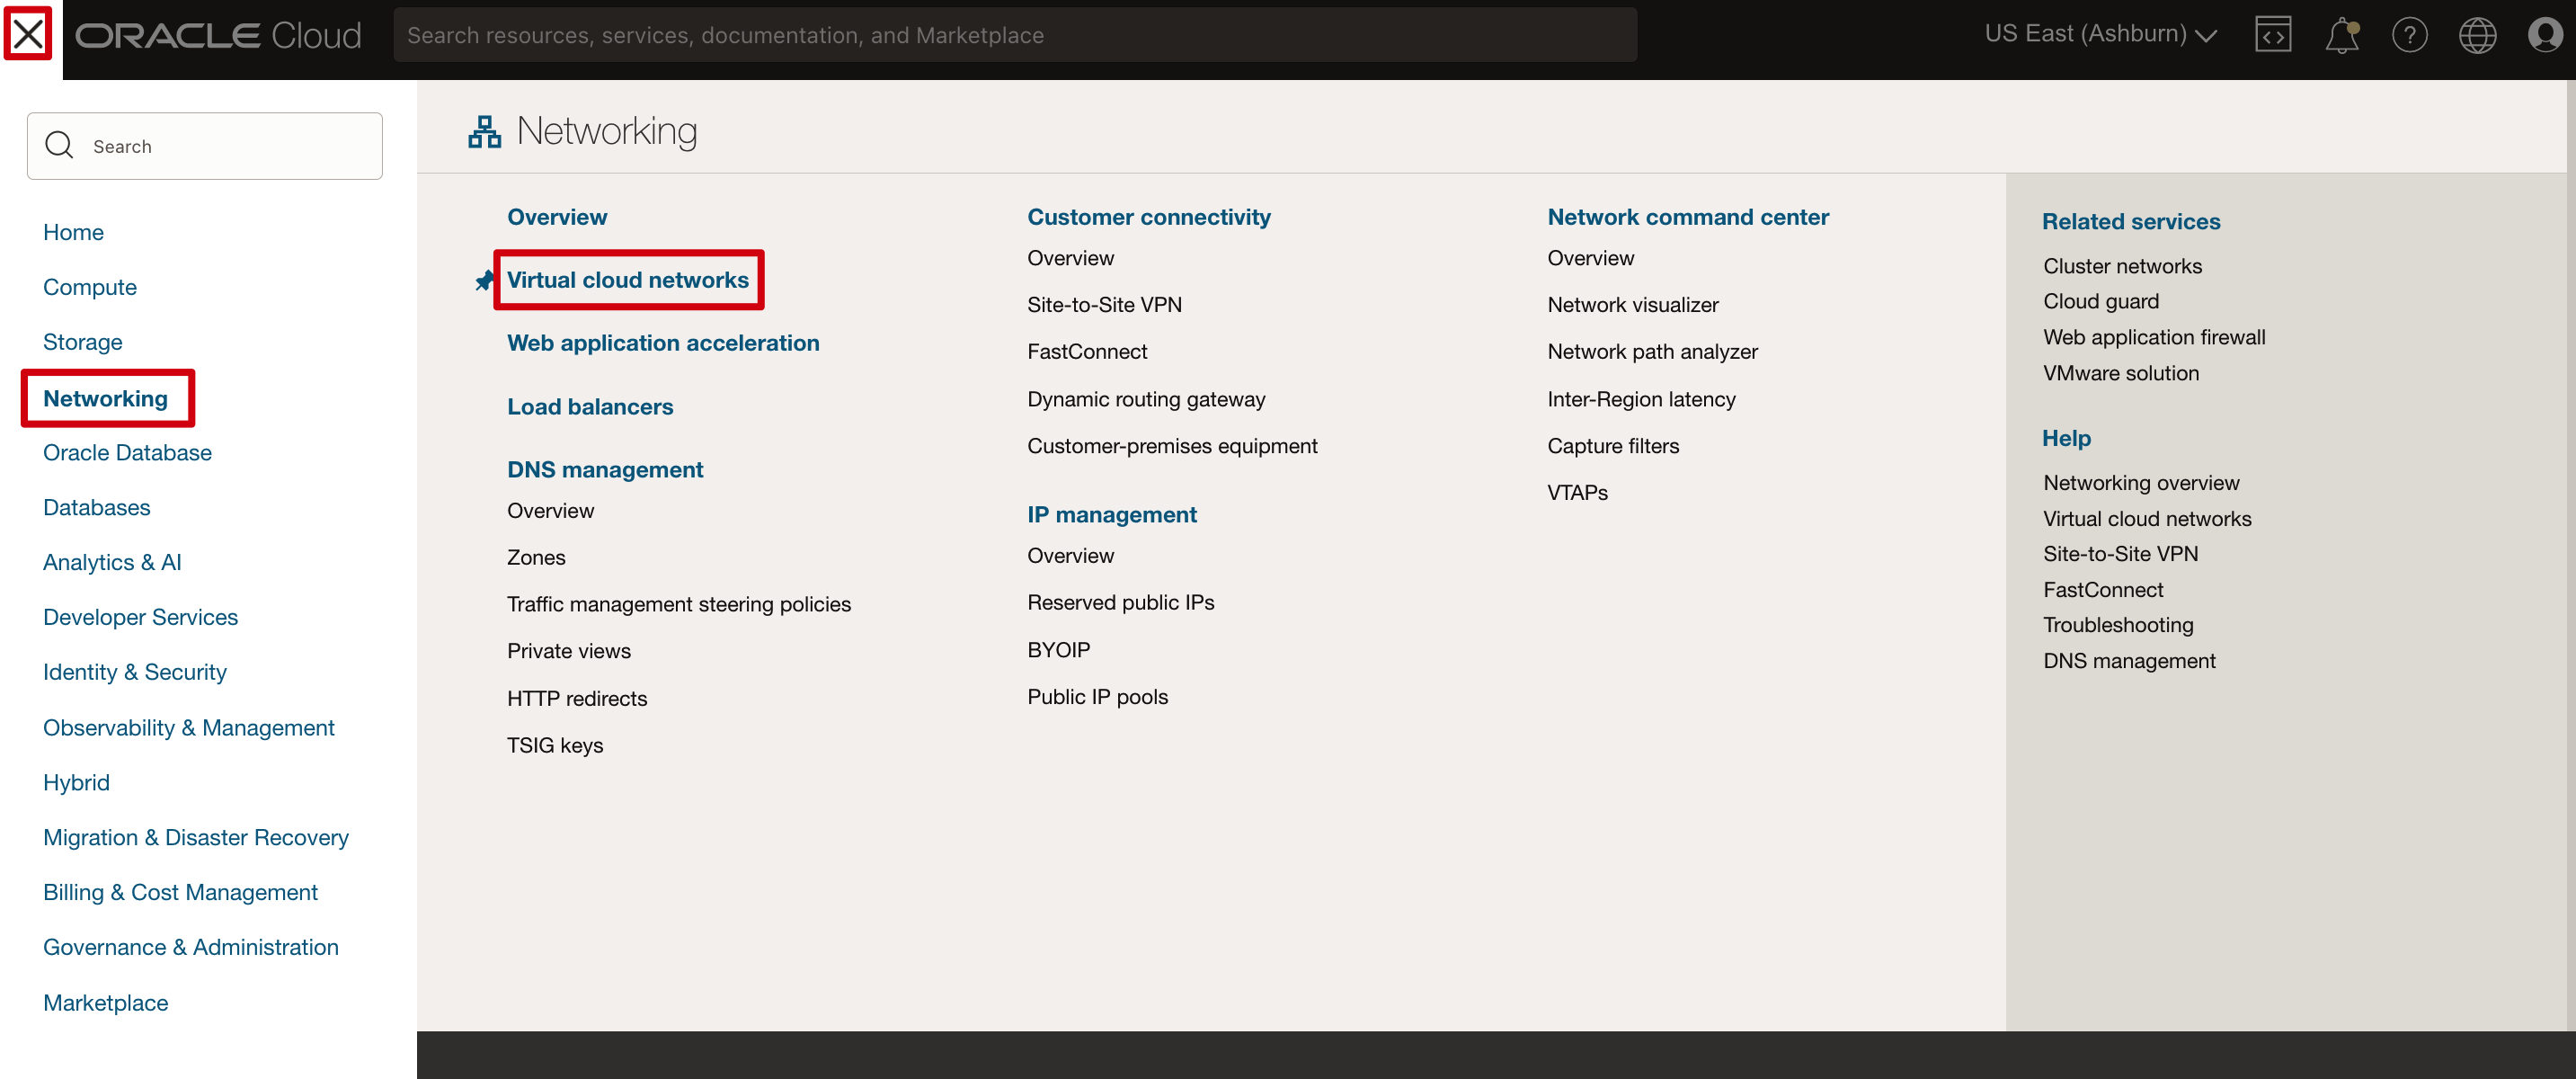 ORACLE Cloud
Search resources, services, documentation, and Marketplace
US East (Ashburn)
Search
Home
Compute
Storage
Networking
Oracle Database
Databases
Analytics & AI
Developer Services
Identity & Security
Observability & Management
Hybrid
Migration & Disaster Recovery
Billing & Cost Management
Governance & Administration
Marketplace
Networking
Overview
Virtual cloud networks
Web application acceleration
Load balancers
DNS management
Overview
Zones
Traffic management steering policies
Private views
HTTP redirects
TSIG keys
Customer connectivity
Overview
Site-to-Site VPN
FastConnect
Dynamic routing gateway
Customer-premises equipment
IP management
Overview
Reserved public IPs
BYOIP
Public IP pools
Network command center
Overview
Network visualizer
Network path analyzer
Inter-Region latency
Capture filters
VTAPs
Related services
Cluster networks
Cloud guard
Web application firewall
VMware solution
Help
Networking overview
Virtual cloud networks
Site-to-Site VPN
FastConnect
Troubleshooting
DNS management